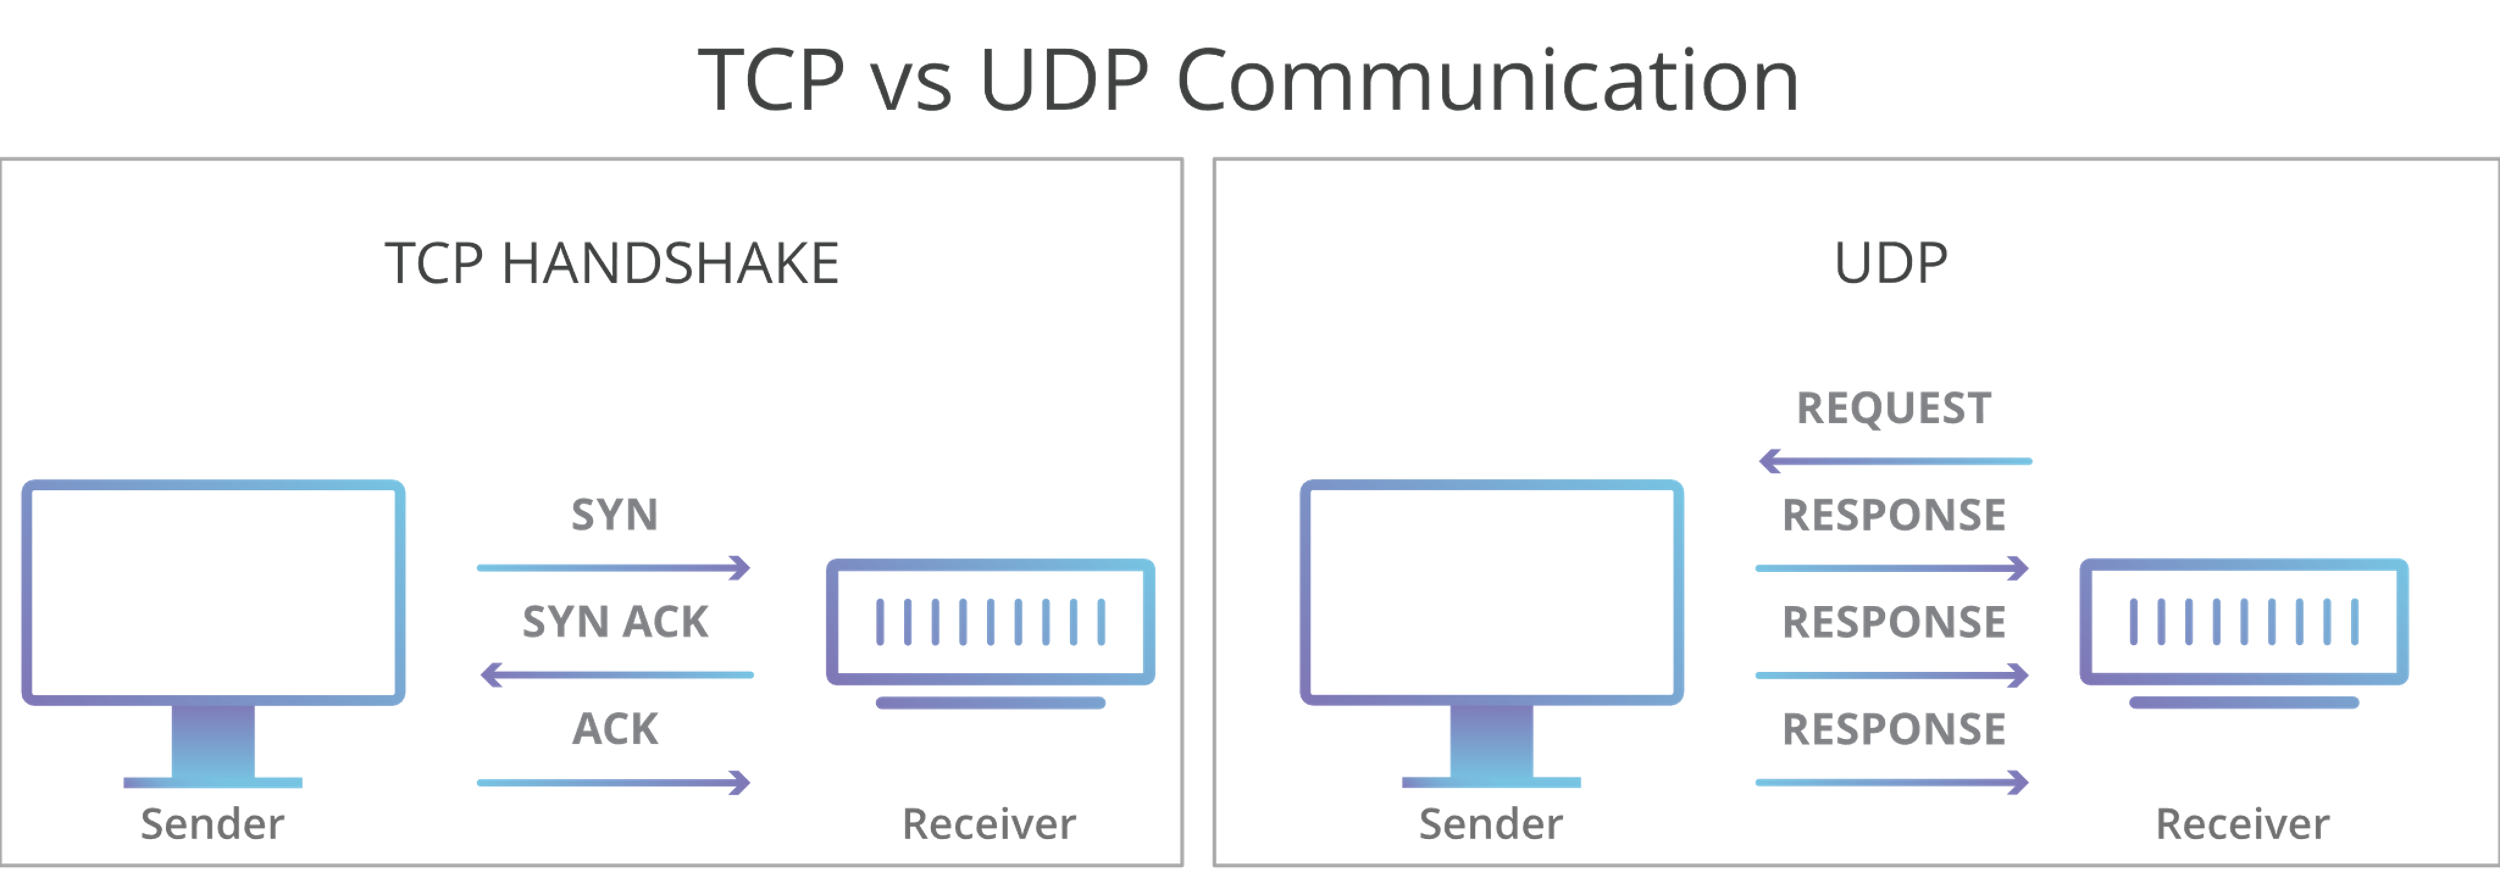 TCP vs UDP Communication
TCP HANDSHAKE
SYN
SYN ACK
ACK
Sender
Receiver
UDP
REQUEST
RESPONSE
RESPONSE
RESPONSE
Sender
Receiver